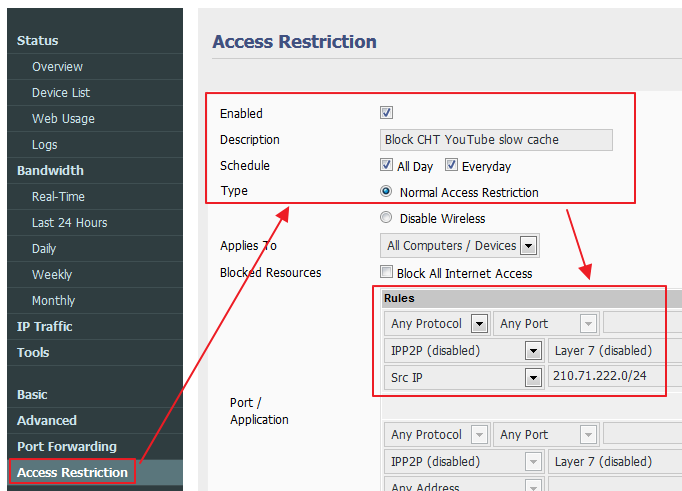 Status
Overview
Device List
Web Usage
Logs
Bandwidth
Real-Time
Last 24 Hours
Daily
Weekly
Monthly
IP Traffic
Tools
Basic
Advanced
Port Forwarding
Access Restriction
Access Restriction
Enabled
Description Block CHT YouTube slow cache
Schedule All Day Everyday
Type Normal Access Restriction
Disable Wireless
Applies To All Computers / Devices
Blocked Resources Block All Internet Access
Rules
Any Protocol Any Port
IPP2P (disabled) Layer 7 (disabled)
Src IP 210.71.222.0/24
Port /
Application
Any Protocol Any Port
IPP2P (disabled) Layer 7 (disabled)
Any Address